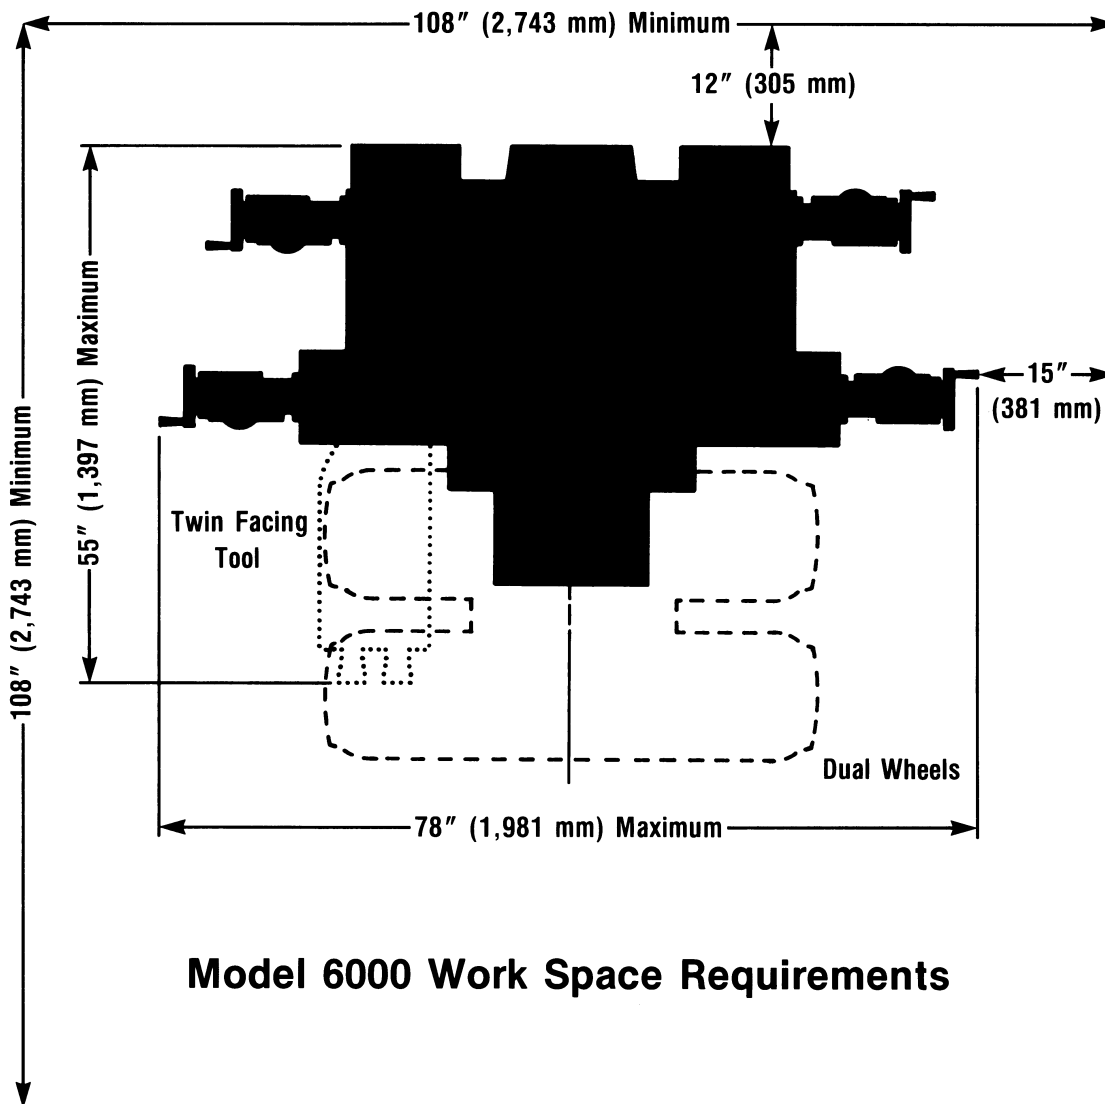 108″ (2,743 mm) Minimum
12″ (305 mm)
108″ (2,743 mm) Minimum
55″ (1,397 mm) Maximum
15″
(381 mm)
Twin Facing
Tool
Dual Wheels
78″ (1,981 mm) Maximum
Model 6000 Work Space Requirements